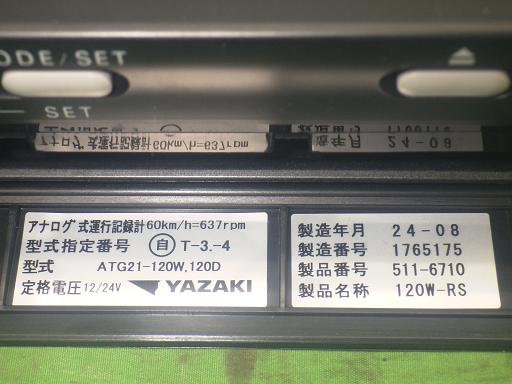 ODE/SET
SET
アナログ式運行記録計60km/h=637rpm
型式指定番号 自 T-3.-4
型式 ATG21-120W,120D
定格電圧12/24V YAZAKI
製造年月 24-08
製造番号 1765175
製品番号 511-6710
製品名称 120W-RS